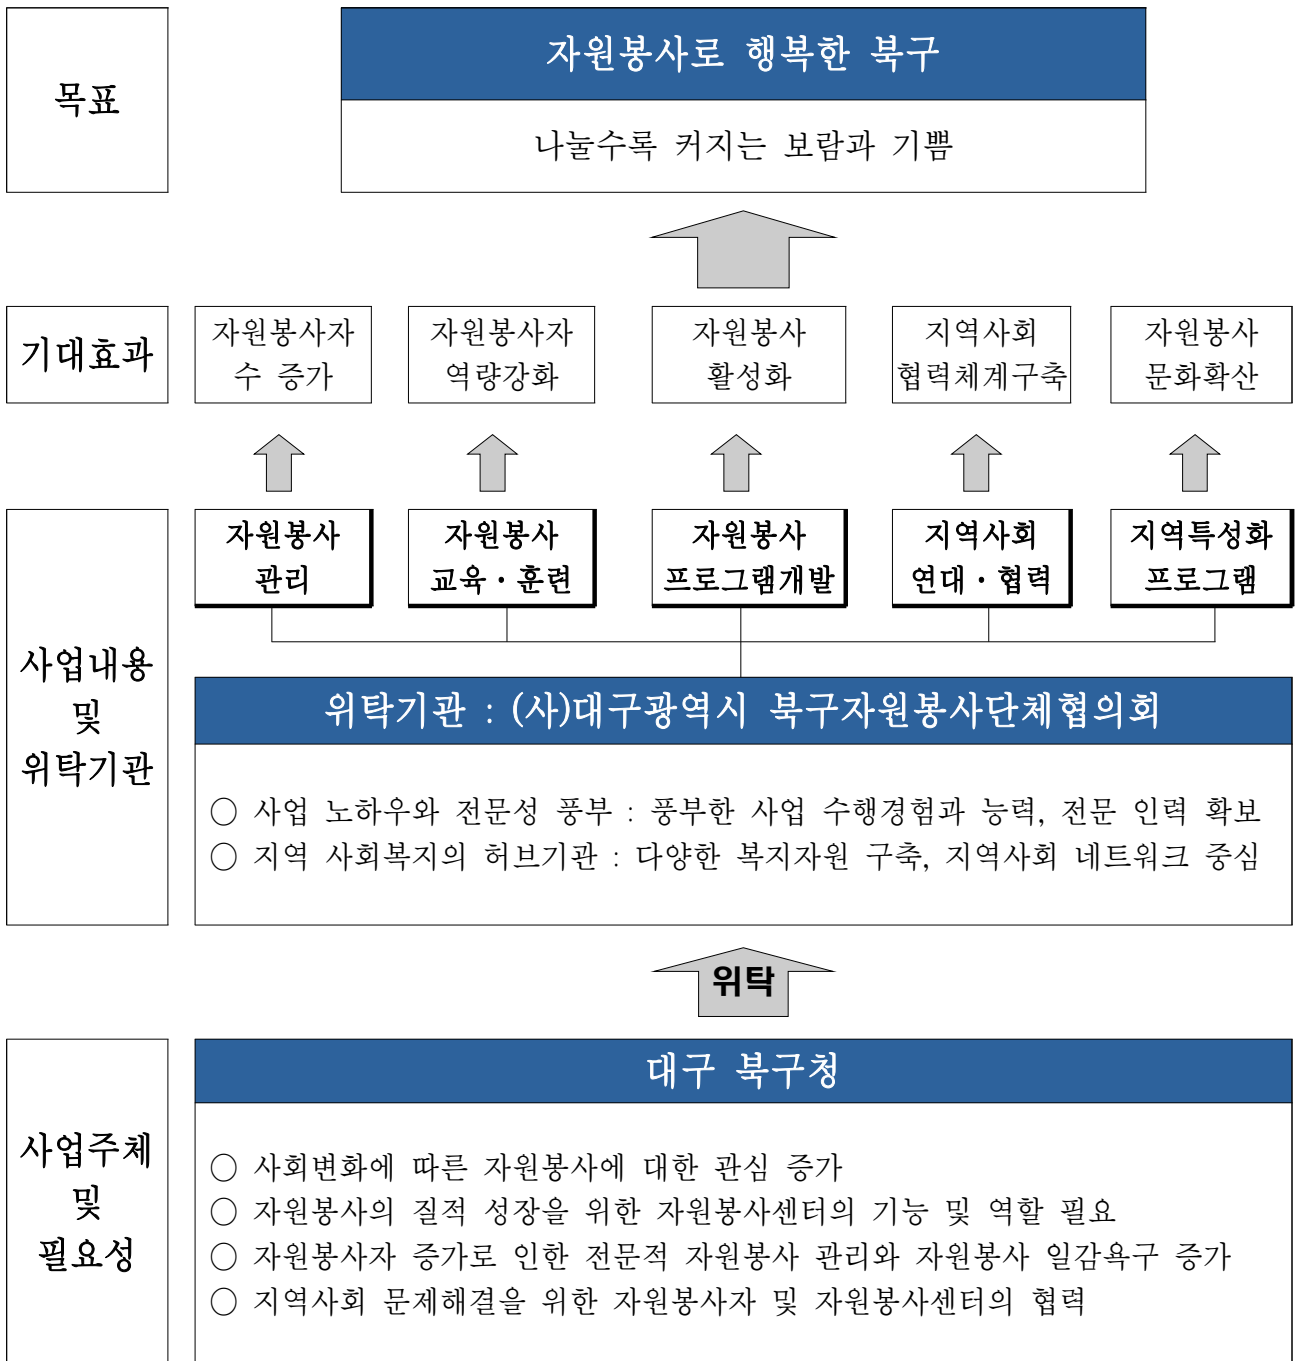 목표
자원봉사로 행복한 북구
나눌수록 커지는 보람과 기쁨
기대효과
자원봉사자
수 증가
자원봉사자
역량강화
자원봉사
활성화
지역사회
협력체계구축
자원봉사
문화확산
사업내용
및
위탁기관
자원봉사
관리
자원봉사
교육·훈련
자원봉사
프로그램개발
지역사회
연대·협력
지역특성화
프로그램
위탁기관 : (사)대구광역시 북구자원봉사단체협의회
○ 사업 노하우와 전문성 풍부 : 풍부한 사업 수행경험과 능력, 전문 인력 확보
○ 지역 사회복지의 허브기관 : 다양한 복지자원 구축, 지역사회 네트워크 중심
위탁
사업주체
및
필요성
대구 북구청
○ 사회변화에 따른 자원봉사에 대한 관심 증가
○ 자원봉사의 질적 성장을 위한 자원봉사센터의 기능 및 역할 필요
○ 자원봉사자 증가로 인한 전문적 자원봉사 관리와 자원봉사 일감욕구 증가
○ 지역사회 문제해결을 위한 자원봉사자 및 자원봉사센터의 협력